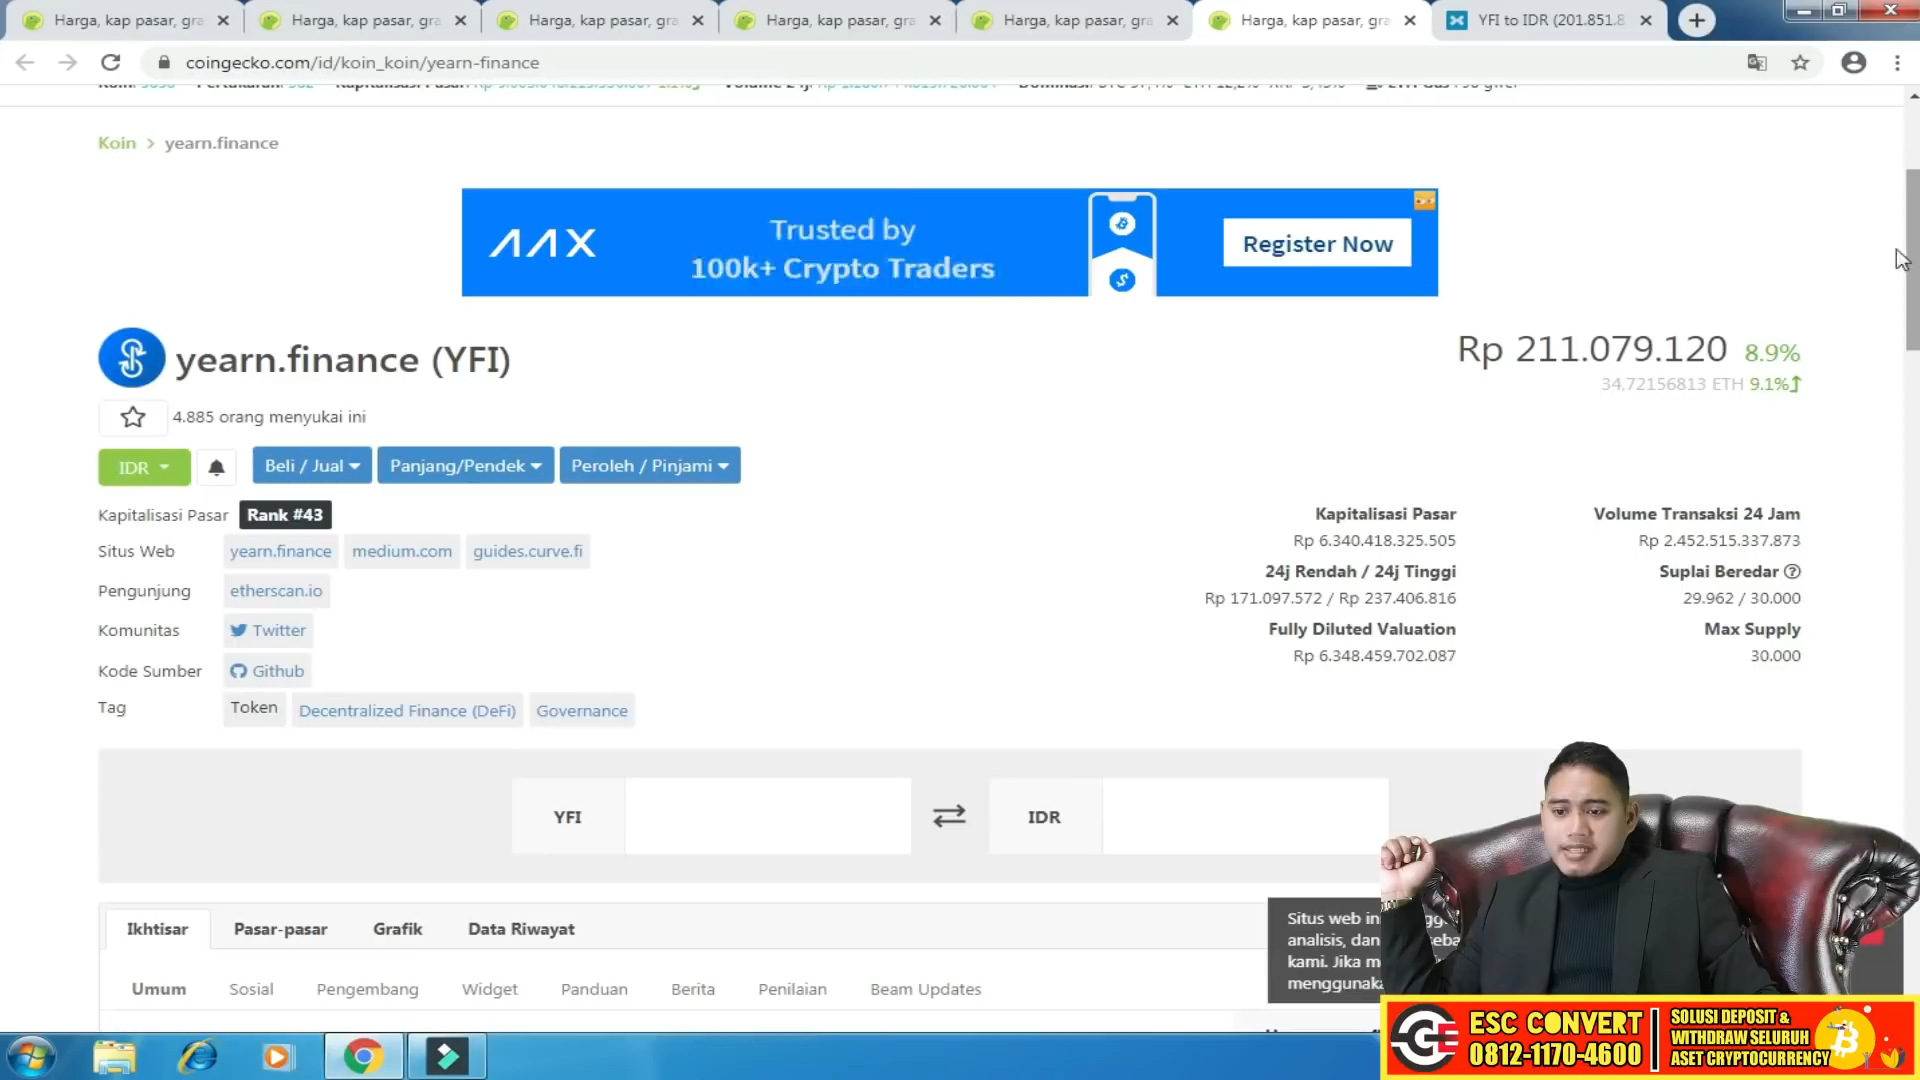 Harga, kap pasar, gra
Harga, kap pasar, gra
Harga, kap pasar, gra
Harga, kap pasar, gra
Harga, kap pasar, gra
Harga, kap pasar, gra
YFI to IDR (201.851.8
coingecko.com/id/koin_koin/yearn-finance
Koin > yearn.finance
AAX
Trusted by
100k+ Crypto Traders
Register Now
yearn.finance (YFI)
Rp 211.079.120 8.9%
34,72156813 ETH 9.1%
4.885 orang menyukai ini
IDR
Beli / Jual
Panjang/Pendek
Peroleh / Pinjami
Kapitalisasi Pasar Rank #43
Situs Web yearn.finance medium.com guides.curve.fi
Pengunjung etherscan.io
Komunitas Twitter
Kode Sumber Github
Tag Token Decentralized Finance (DeFi) Governance
Kapitalisasi Pasar
Rp 6.340.418.325.505
24j Rendah / 24j Tinggi
Rp 171.097.572 / Rp 237.406.816
Fully Diluted Valuation
Rp 6.348.459.702.087
Volume Transaksi 24 Jam
Rp 2.452.515.337.873
Suplai Beredar ?
29.962 / 30.000
Max Supply
30.000
YFI
IDR
Ikhtisar Pasar-pasar Grafik Data Riwayat
Umum Sosial Pengembang Widget Panduan Berita Penilaian Beam Updates
Situs web in
analisis, dan
kami. Jika m
menggunaka
ESC CONVERT
0812-1170-4600
SOLUSI DEPOSIT &
WITHDRAW SELURUH
ASET CRYPTOCURRENCY